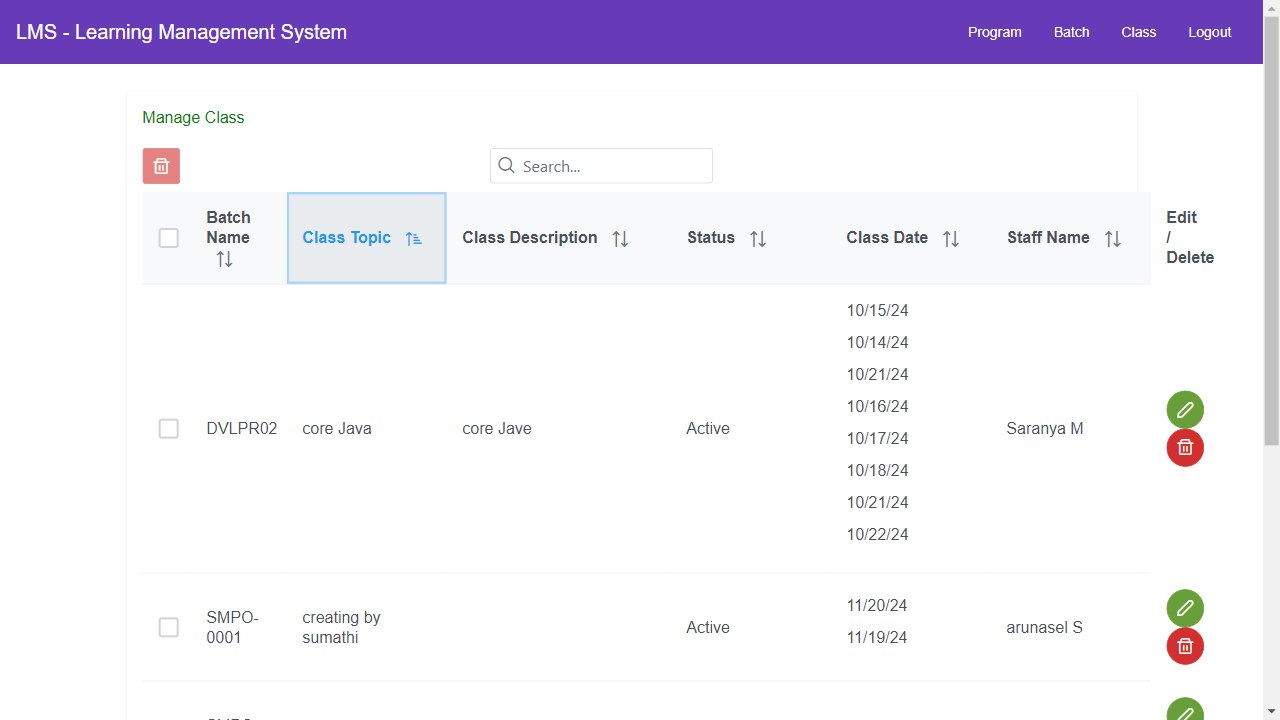 LMS - Learning Management System
Program
Batch
Class
Logout
Manage Class
Search...
Batch
Name
Class Topic
Class Description
Status
Class Date
Staff Name
Edit
/
Delete
DVLPR02
core Java
core Jave
Active
10/15/24
10/14/24
10/21/24
10/16/24
10/17/24
10/18/24
10/21/24
10/22/24
Saranya M
SMPO-
0001
creating by
sumathi
Active
11/20/24
11/19/24
arunasel S